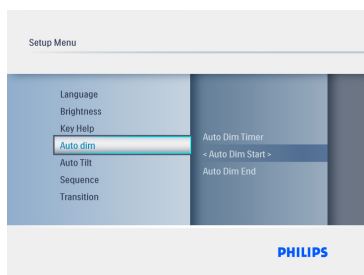 Setup Menu
Language
Brightness
Key Help
Auto dim
Auto Tilt
Sequence
Transition
Auto Dim Timer
< Auto Dim Start >
Auto Dim End
PHILIPS